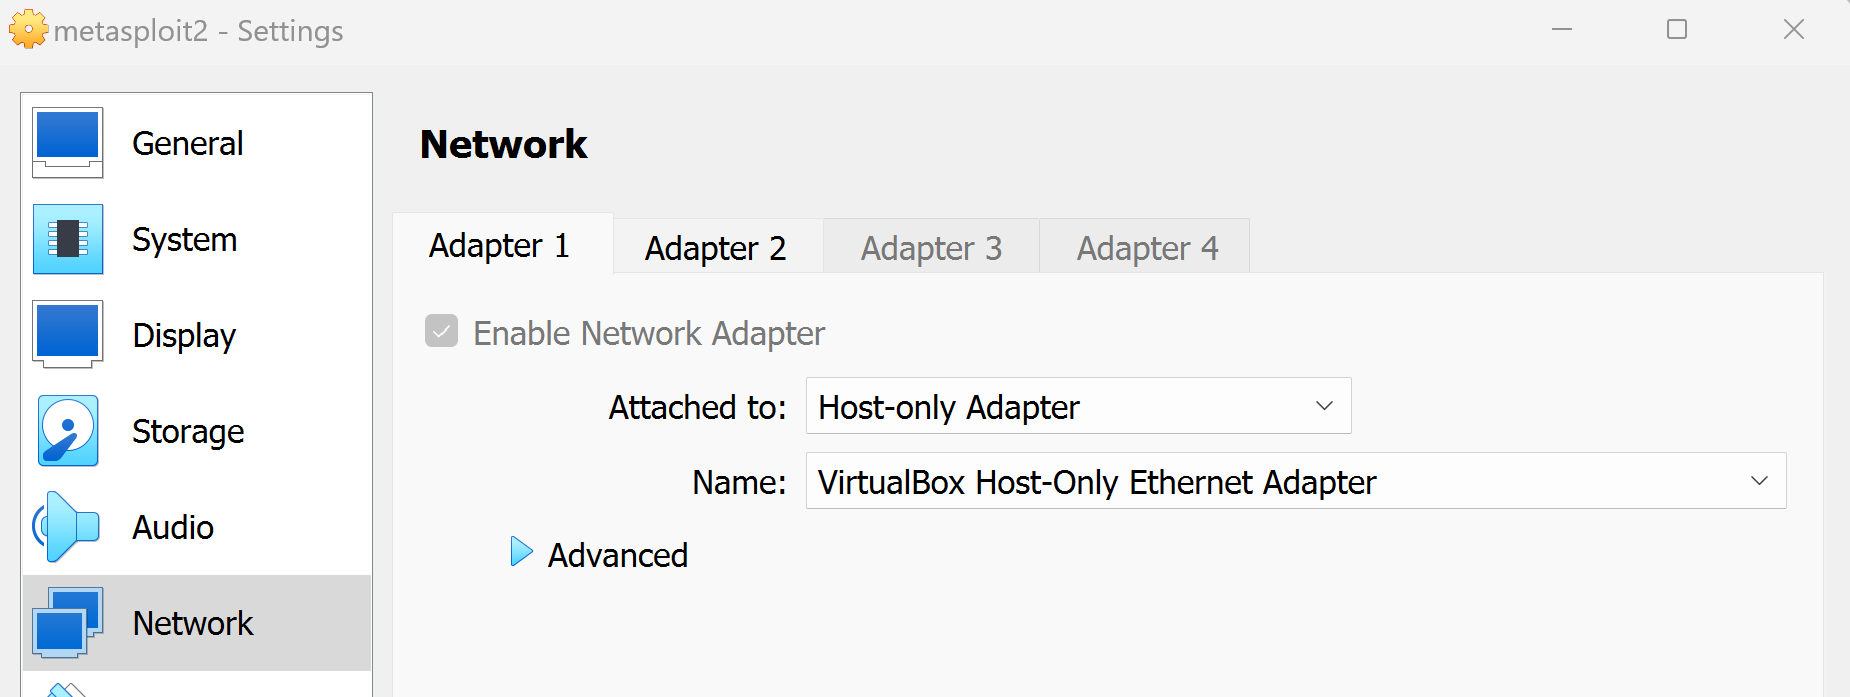 metasploit2 - Settings
General
System
Display
Storage
Audio
Network
Network
Adapter 1
Adapter 2
Adapter 3
Adapter 4
Enable Network Adapter
Attached to: Host-only Adapter
Name: VirtualBox Host-Only Ethernet Adapter
Advanced